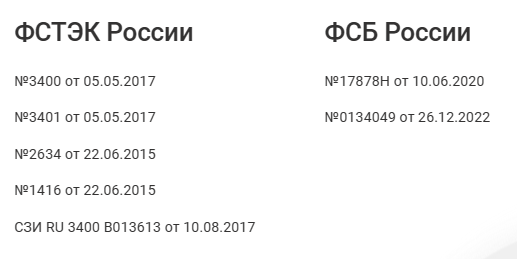 ФСТЭК России
№3400 от 05.05.2017
№3401 от 05.05.2017
№2634 от 22.06.2015
№1416 от 22.06.2015
СЗИ RU 3400 B013613 от 10.08.2017
ФСБ России
№17878Н от 10.06.2020
№0134049 от 26.12.2022